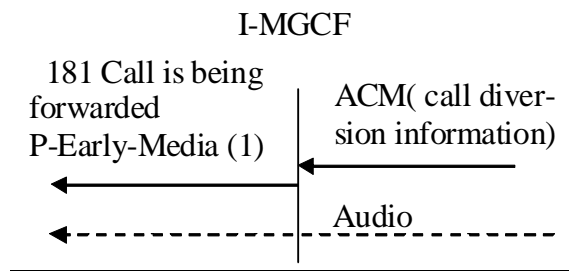 I-MGCF
181 Call is being
forwarded
P-Early-Media (1)
ACM( call diver-
sion information)
Audio